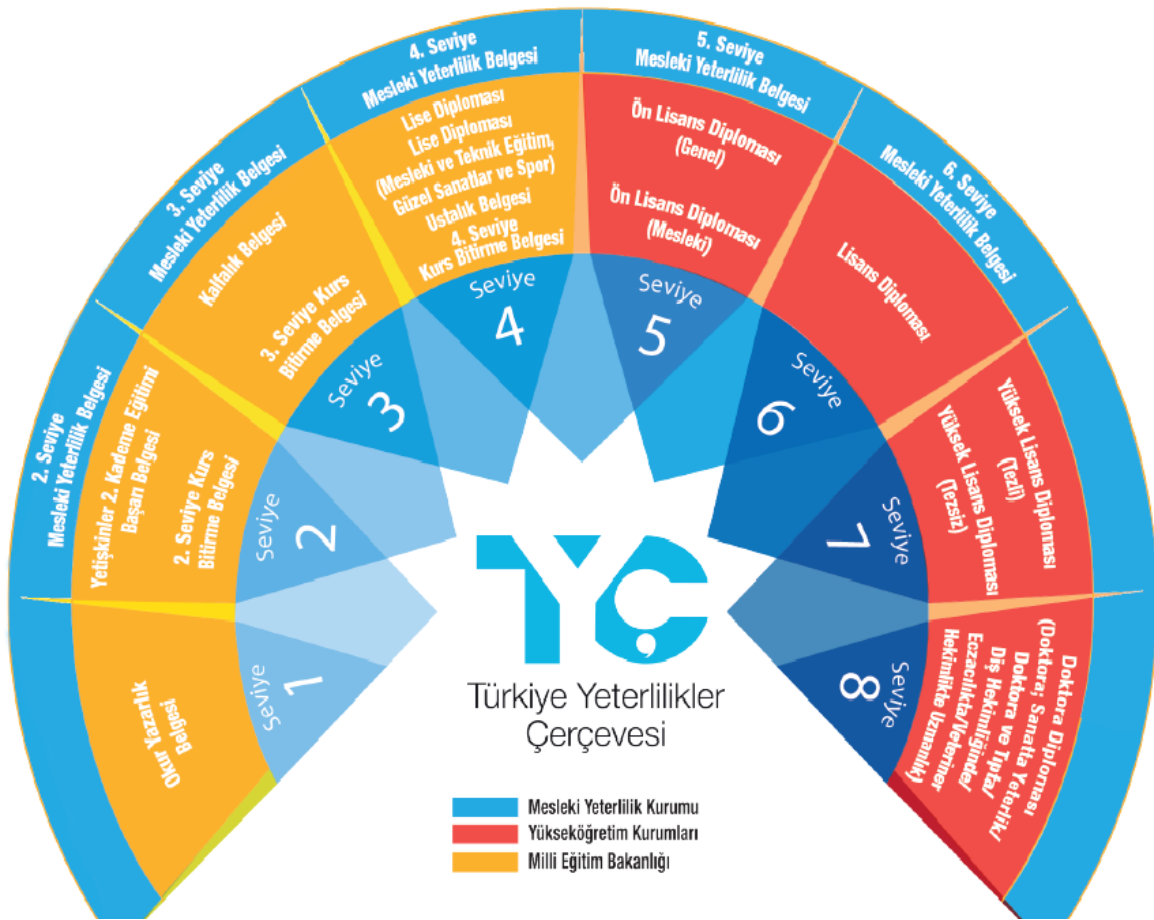 Okur Yazarlık
Belgesi
Seviye
1
2. Seviye
Mesleki Yeterlilik Belgesi
Yetişkinler 2. Kademe Eğitimi
Başarı Belgesi
2. Seviye Kurs
Bitirme Belgesi
Seviye
2
3. Seviye
Mesleki Yeterlilik Belgesi
Kalfalık Belgesi
3. Seviye Kurs
Bitirme Belgesi
Seviye
3
4. Seviye
Mesleki Yeterlilik Belgesi
Lise Diploması
Lise Diploması
(Mesleki ve Teknik Eğitim,
Güzel Sanatlar ve Spor)
Ustalık Belgesi
4. Seviye
Kurs Bitirme Belgesi
Seviye
4
5. Seviye
Mesleki Yeterlilik Belgesi
Ön Lisans Diploması
(Genel)
Ön Lisans Diploması
(Mesleki)
Seviye
5
6. Seviye
Mesleki Yeterlilik Belgesi
Lisans Diploması
Seviye
6
Yüksek Lisans Diploması
(Tezli)
Yüksek Lisans Diploması
(Tezsiz)
Seviye
7
Doktora Diploması
(Doktora; Sanatta Yeterlik/
Doktora ve Tıpta/
Diş Hekimliğinde/
Eczacılıkta/Veteriner
Hekimlikte Uzmanlık)
Seviye
8
TYÇ
Türkiye Yeterlilikler
Çerçevesi
Mesleki Yeterlilik Kurumu
Yükseköğretim Kurumları
Milli Eğitim Bakanlığı